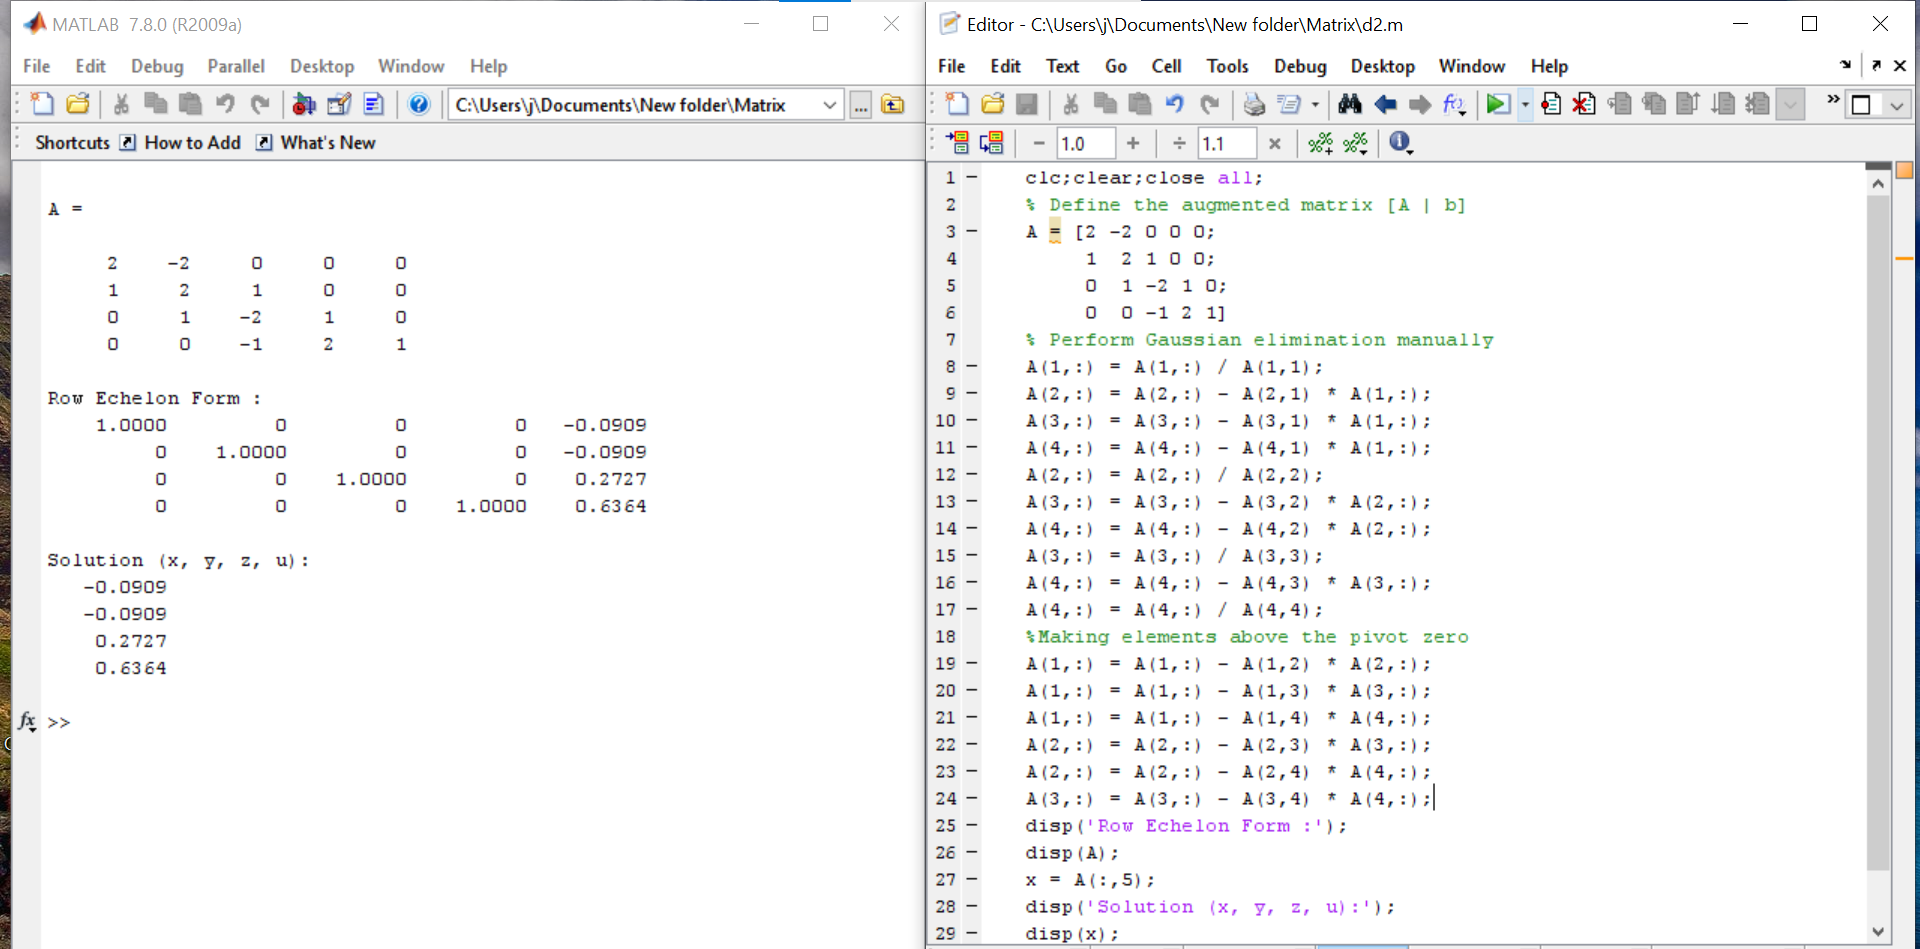 MATLAB 7.8.0 (R2009a)
File Edit Debug Parallel Desktop Window Help
C:\Users\j\Documents\New folder\Matrix ...
Shortcuts How to Add What's New
A =
2 -2 0 0 0
1 2 1 0 0
0 1 -2 1 0
0 0 -1 2 1
Row Echelon Form :
1.0000 0 0 0 -0.0909
0 1.0000 0 0 -0.0909
0 0 1.0000 0 0.2727
0 0 0 1.0000 0.6364
Solution (x, y, z, u):
-0.0909
-0.0909
0.2727
0.6364
fx >>
Editor - C:\Users\j\Documents\New folder\Matrix\d2.m
File Edit Text Go Cell Tools Debug Desktop Window Help
- 1.0 + ÷ 1.1 ×
1 - clc;clear;close all;
2 % Define the augmented matrix [A | b]
3 - A = [2 -2 0 0 0;
4 1 2 1 0 0;
5 0 1 -2 1 0;
6 0 0 -1 2 1]
7 % Perform Gaussian elimination manually
8 - A(1,:) = A(1,:) / A(1,1);
9 - A(2,:) = A(2,:) - A(2,1) * A(1,:);
10 - A(3,:) = A(3,:) - A(3,1) * A(1,:);
11 - A(4,:) = A(4,:) - A(4,1) * A(1,:);
12 - A(2,:) = A(2,:) / A(2,2);
13 - A(3,:) = A(3,:) - A(3,2) * A(2,:);
14 - A(4,:) = A(4,:) - A(4,2) * A(2,:);
15 - A(3,:) = A(3,:) / A(3,3);
16 - A(4,:) = A(4,:) - A(4,3) * A(3,:);
17 - A(4,:) = A(4,:) / A(4,4);
18 %Making elements above the pivot zero
19 - A(1,:) = A(1,:) - A(1,2) * A(2,:);
20 - A(1,:) = A(1,:) - A(1,3) * A(3,:);
21 - A(1,:) = A(1,:) - A(1,4) * A(4,:);
22 - A(2,:) = A(2,:) - A(2,3) * A(3,:);
23 - A(2,:) = A(2,:) - A(2,4) * A(4,:);
24 - A(3,:) = A(3,:) - A(3,4) * A(4,:);
25 - disp('Row Echelon Form :');
26 - disp(A);
27 - x = A(:,5);
28 - disp('Solution (x, y, z, u):');
29 - disp(x);